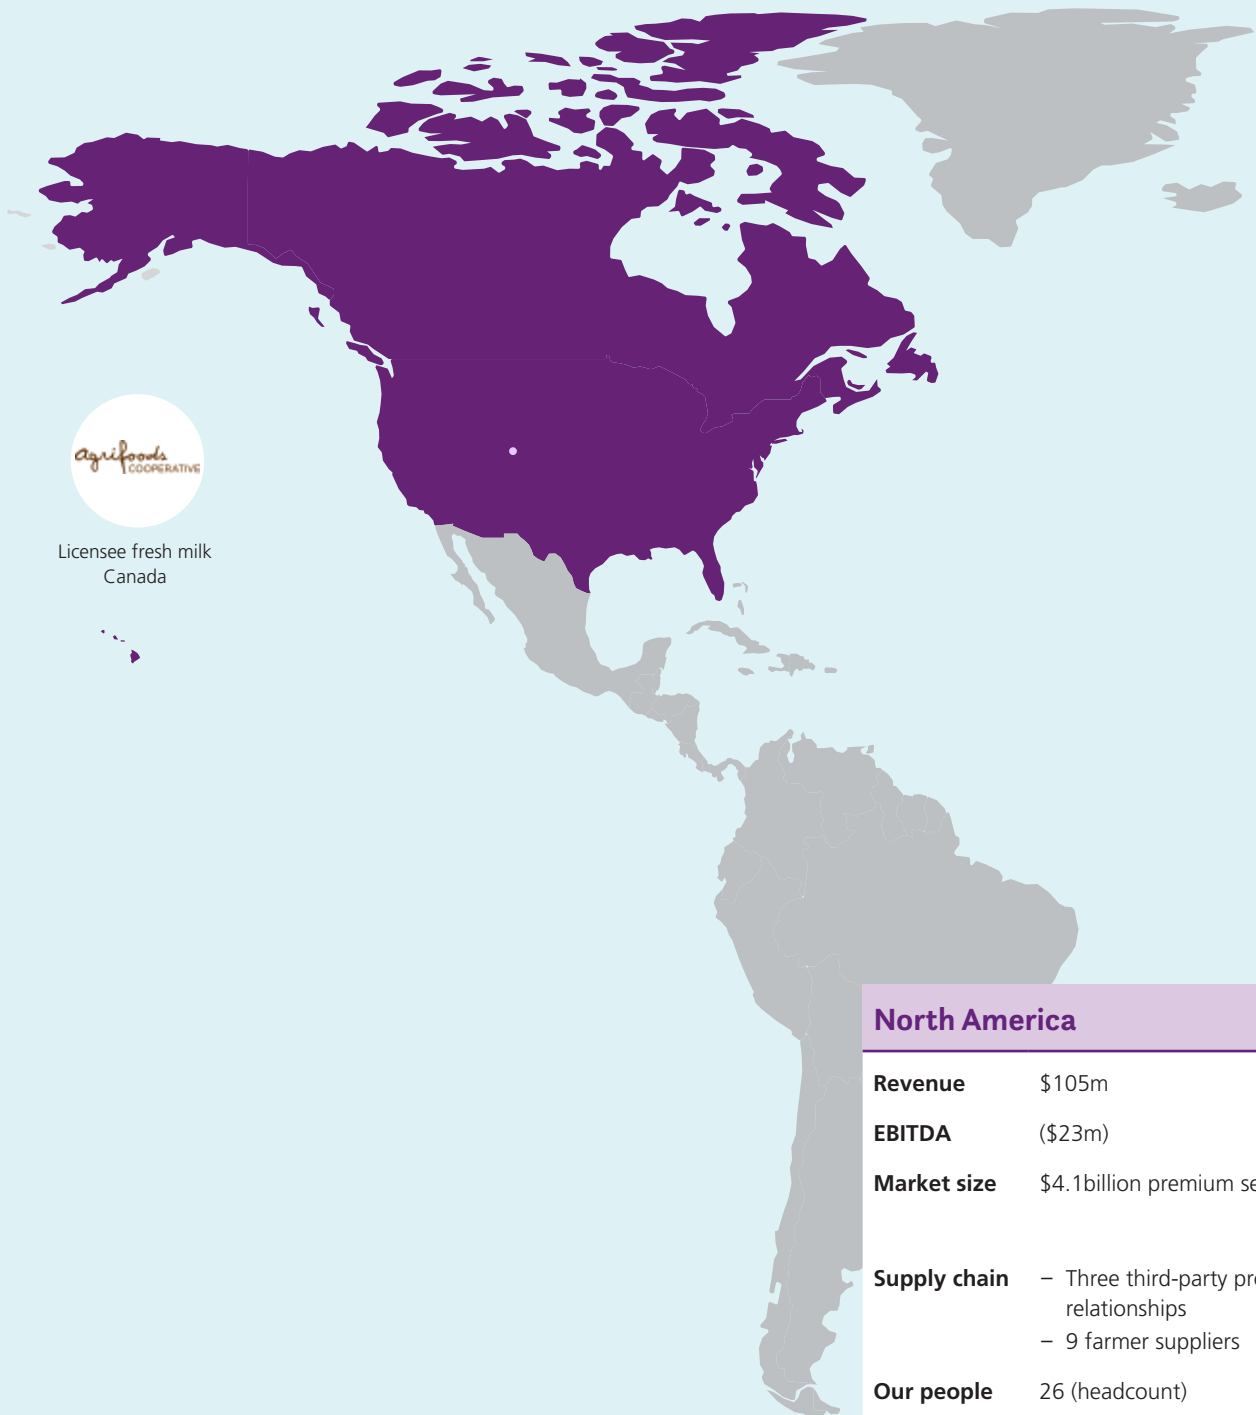 agrifoods
COOPERATIVE
Licensee fresh milk
Canada
North America
Revenue $105m
EBITDA ($23m)
Market size $4.1billion premium
Supply chain – Three third-party
relationships
– 9 farmer suppliers
Our people 26 (headcount)